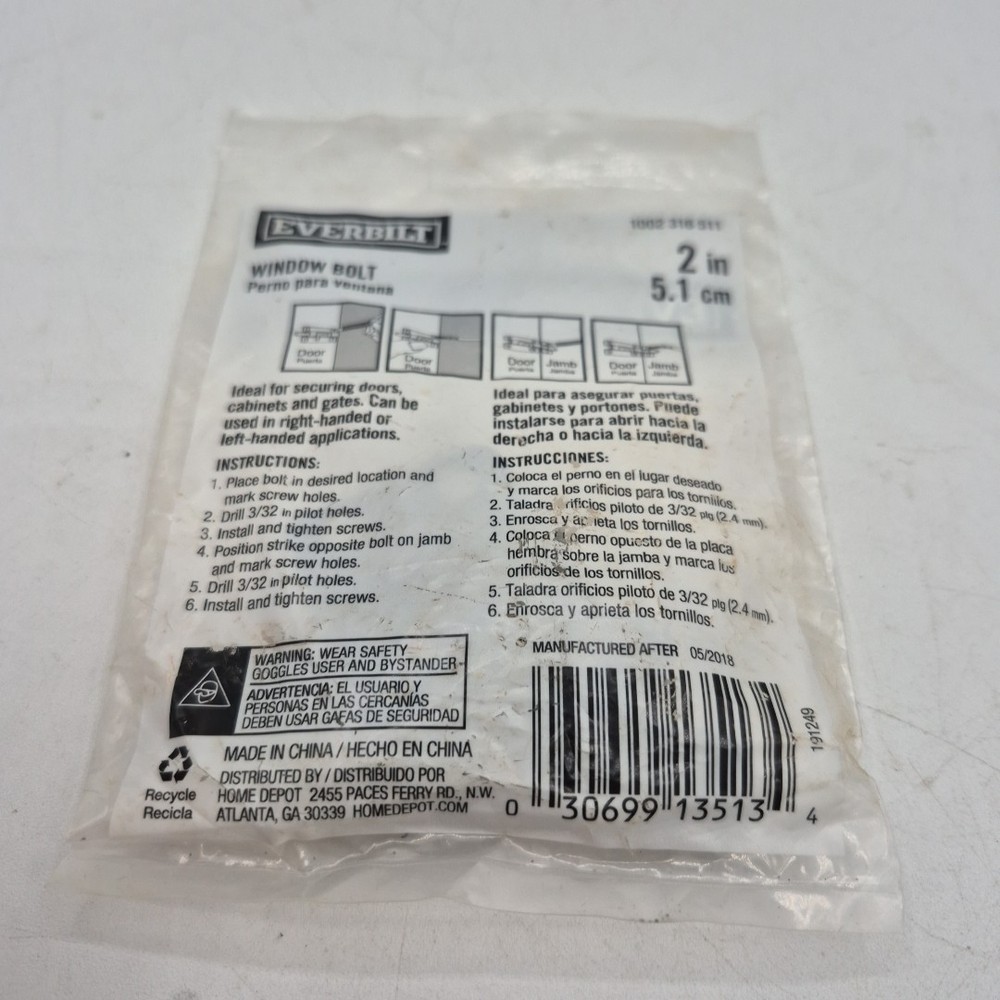 EVERBILT
1002 316 511
WINDOW BOLT
Perno para ventana
2 in
5.1 cm
Door
Puerta
Door
Puerta
Door
Puerta
Jamb
Jamba
Door
Puerta
Jamb
Jamba
Ideal for securing doors,
cabinets and gates. Can be
used in right-handed or
left-handed applications.
INSTRUCTIONS:
1. Place bolt in desired location and
mark screw holes.
2. Drill 3/32 in pilot holes.
3. Install and tighten screws.
4. Position strike opposite bolt on jamb
and mark screw holes.
5. Drill 3/32 in pilot holes.
6. Install and tighten screws.
Ideal para asegurar puertas,
gabinetes y portones. Puede
instalarse para abrir hacia la
derecha o hacia la izquierda.
INSTRUCCIONES:
1. Coloca el perno en el lugar deseado
y marca los orificios para los tornillos.
2. Taladra orificios piloto de 3/32 plg (2.4 mm).
3. Enrosca y aprieta los tornillos.
4. Coloca el perno opuesto de la placa
hembra sobre la jamba y marca los
orificios de los tornillos.
5. Taladra orificios piloto de 3/32 plg (2.4 mm).
6. Enrosca y aprieta los tornillos.
WARNING: WEAR SAFETY
GOGGLES USER AND BYSTANDER
ADVERTENCIA: EL USUARIO Y
PERSONAS EN LAS CERCANÍAS
DEBEN USAR GAFAS DE SEGURIDAD
MANUFACTURED AFTER 05/2018
191249
0 30699 13513 4
Recycle
Recicla
MADE IN CHINA / HECHO EN CHINA
DISTRIBUTED BY / DISTRIBUIDO POR
HOME DEPOT 2455 PACES FERRY RD., N.W.
ATLANTA, GA 30339 HOMEDEPOT.COM